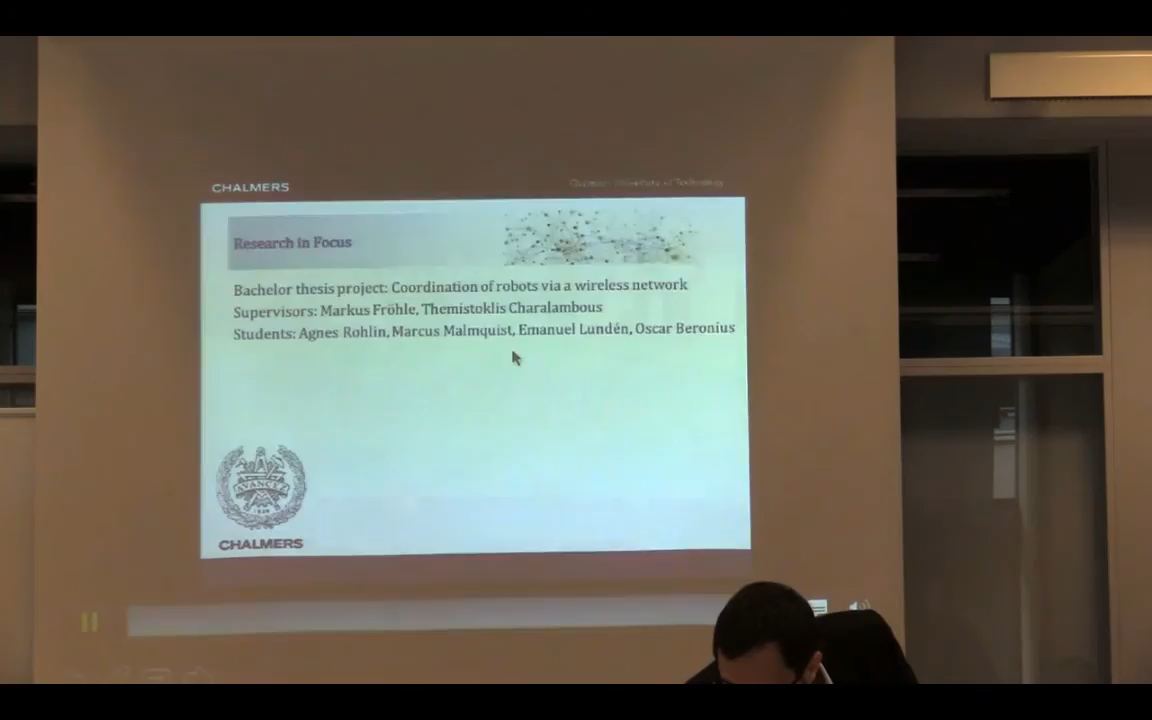 CHALMERS
Chalmers University of Technology
Research in Focus
Bachelor thesis project: Coordination of robots via a wireless network
Supervisors: Markus Fröhle, Themistoklis Charalambous
Students: Agnes Rohlin, Marcus Malmquist, Emanuel Lundén, Oscar Beronius
AVANCEZ
1829
CHALMERS